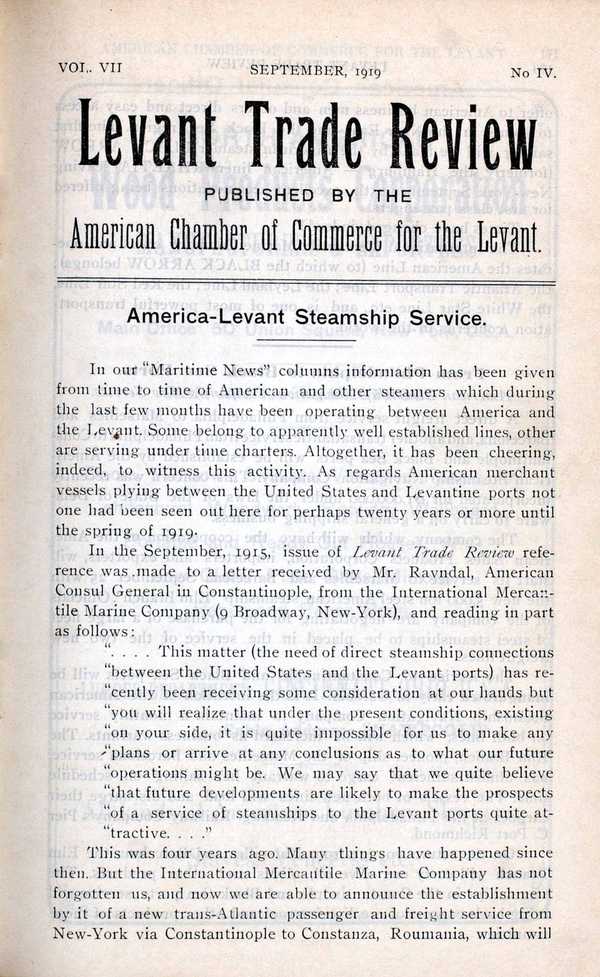 VOL. VII SEPTEMBER, 1919 No IV.
Levant Trade Review
PUBLISHED BY THE
American Chamber of Commerce for the Levant.
America-Levant Steamship Service.
In our "Maritime News" columns information has been given
from time to time of American and other steamers which during
the last few months have been operating between America and
the Levant. Some belong to apparently well established lines, other
are serving under time charters. Altogether, it has been cheering,
indeed, to witness this activity. As regards American merchant
vessels plying between the United States and Levantine ports not
one had been seen out here for perhaps twenty years or more until
the spring of 1919.
In the September, 1915, issue of Levant Trade Review refe-
rence was made to a letter received by Mr. Ravndal, American
Consul General in Constantinople, from the International Mercan-
tile Marine Company (9 Broadway, New-York), and reading in part
as follows:
". . . . This matter (the need of direct steamship connections
"between the United States and the Levant ports) has re-
"cently been receiving some consideration at our hands but
"you will realize that under the present conditions, existing
"on your side, it is quite impossible for us to make any
"plans or arrive at any conclusions as to what our future
"operations might be. We may say that we quite believe
"that future developments are likely to make the prospects
"of a service of steamships to the Levant ports quite at-
"tractive. . . ."
This was four years ago. Many things have happened since
then. But the International Mercantile Marine Company has not
forgotten us, and now we are able to announce the establishment
by it of a new trans-Atlantic passenger and freight service from
New-York via Constantinople to Constanza, Roumania, which will